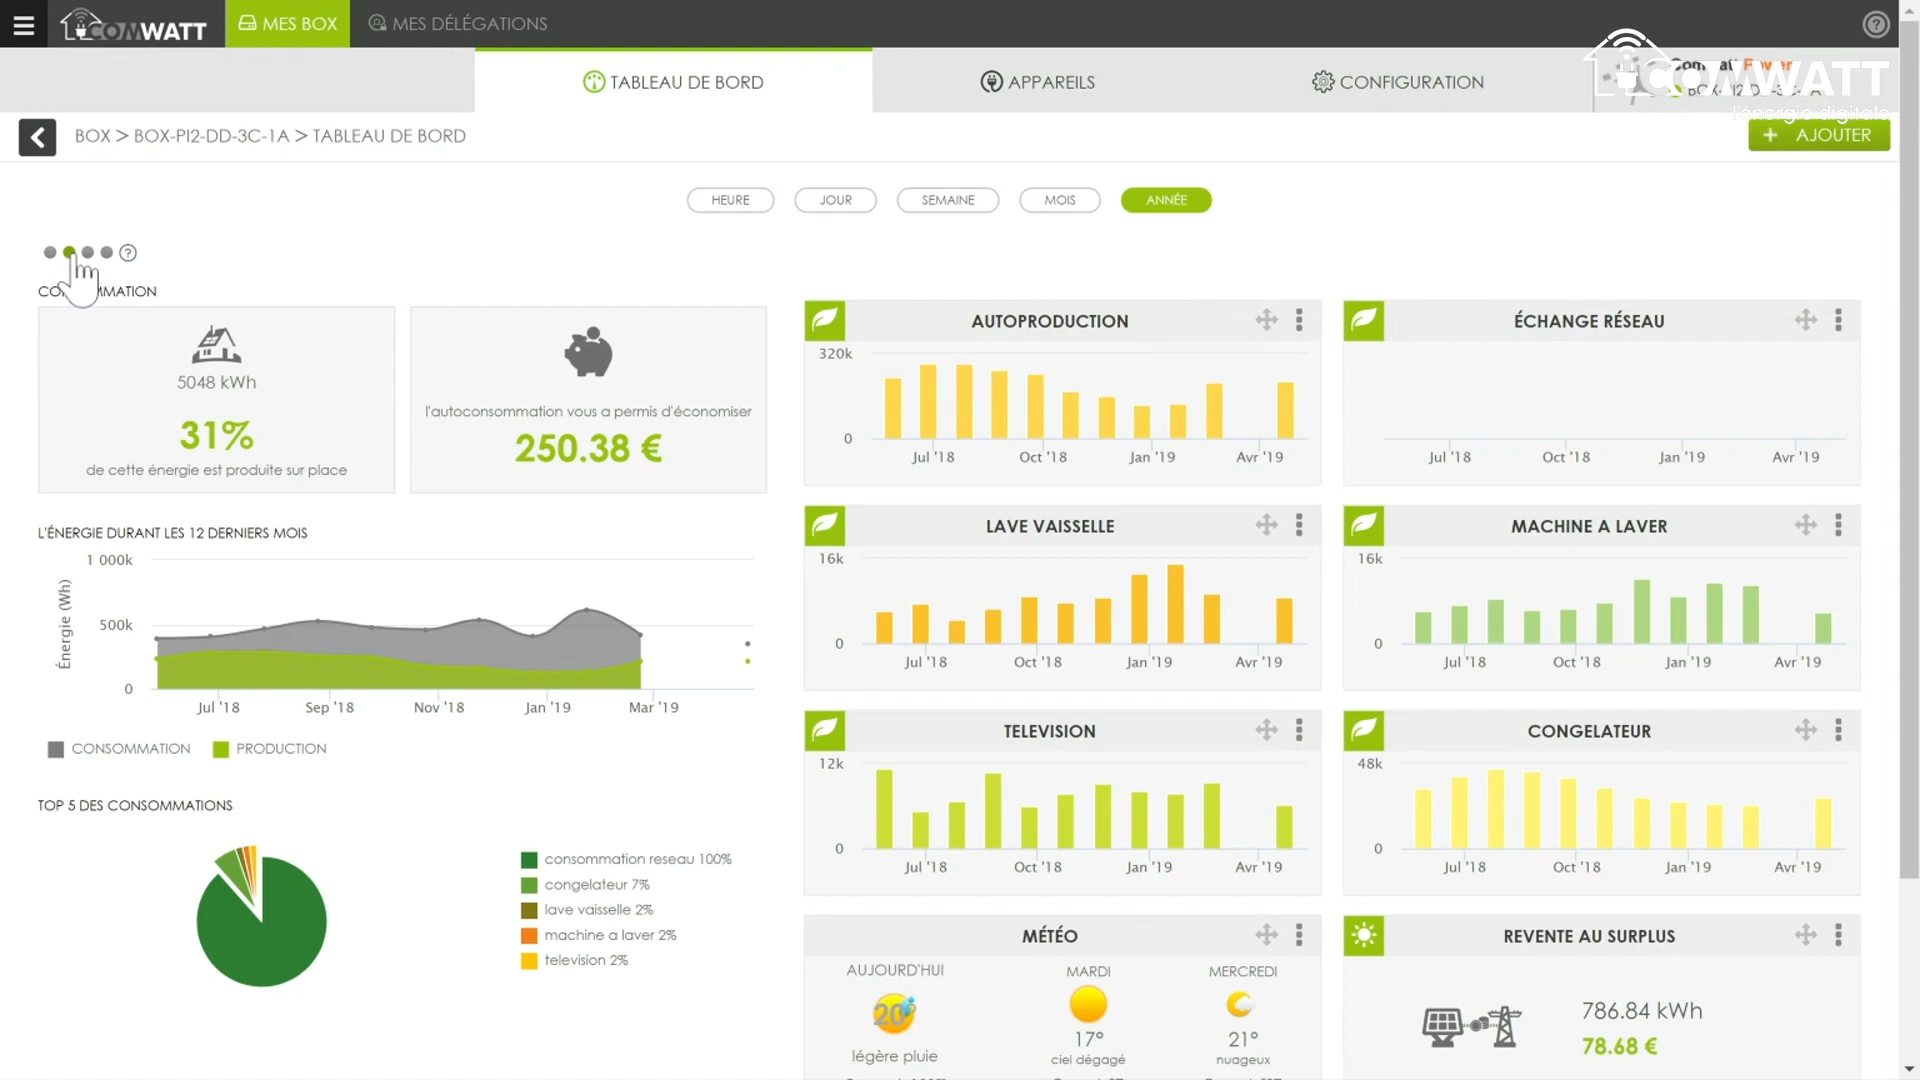 COMWATT
MES BOX
MES DÉLÉGATIONS
?
TABLEAU DE BORD
APPAREILS
CONFIGURATION
COMWATT
l'énergie digitale
BOX > BOX-PI2-DD-3C-1A > TABLEAU DE BORD
+ AJOUTER
HEURE
JOUR
SEMAINE
MOIS
ANNÉE
?
5048 kWh
31%
de cette énergie est produite sur place
l'autoconsommation vous a permis d'économiser
250.38 €
L'ÉNERGIE DURANT LES 12 DERNIERS MOIS
Énergie (Wh)
1 000k
500k
0
Jul '18 Sep '18 Nov '18 Jan '19 Mar '19
CONSOMMATION PRODUCTION
TOP 5 DES CONSOMMATIONS
consommation reseau 100%
congelateur 7%
lave vaisselle 2%
machine a laver 2%
television 2%
AUTOPRODUCTION
320k
0
Jul '18 Oct '18 Jan '19 Avr '19
ÉCHANGE RÉSEAU
Jul '18 Oct '18 Jan '19 Avr '19
LAVE VAISSELLE
16k
0
Jul '18 Oct '18 Jan '19 Avr '19
MACHINE A LAVER
16k
0
Jul '18 Oct '18 Jan '19 Avr '19
TELEVISION
12k
0
Jul '18 Oct '18 Jan '19 Avr '19
CONGELATEUR
48k
0
Jul '18 Oct '18 Jan '19 Avr '19
MÉTÉO
AUJOURD'HUI
20°
légère pluie
MARDI
17°
ciel dégagé
MERCREDI
21°
nuageux
REVENTE AU SURPLUS
786.84 kWh
78.68 €